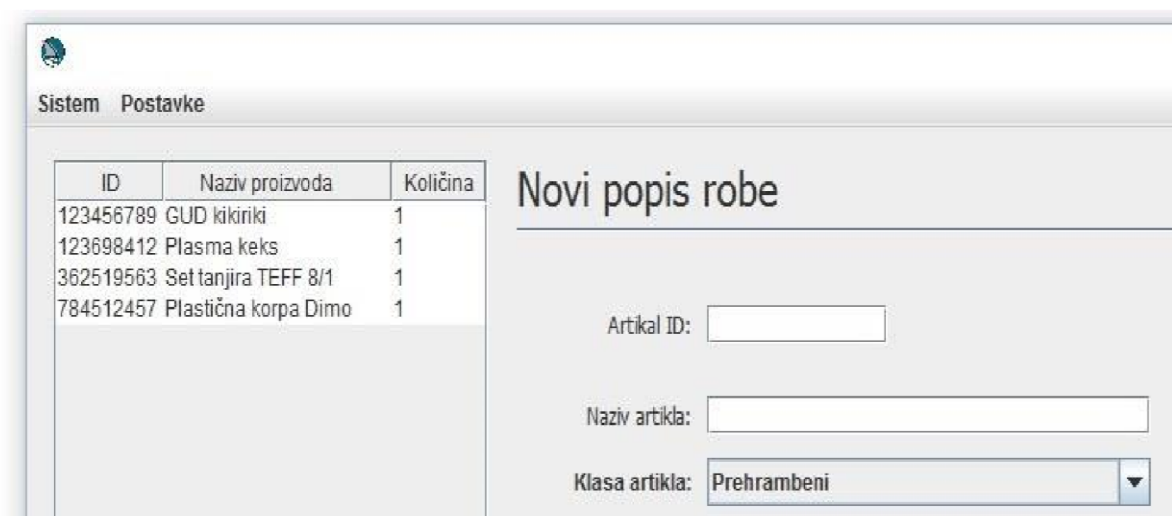 Sistem Postavke
ID Naziv proizvoda Količina
123456789 GUD kikiriki 1
123698412 Plasma keks 1
362519563 Set tanjira TEFF 8/1 1
784512457 Plastična korpa Dimo 1
Novi popis robe
Artikal ID:
Naziv artikla:
Klasa artikla: Prehrambeni